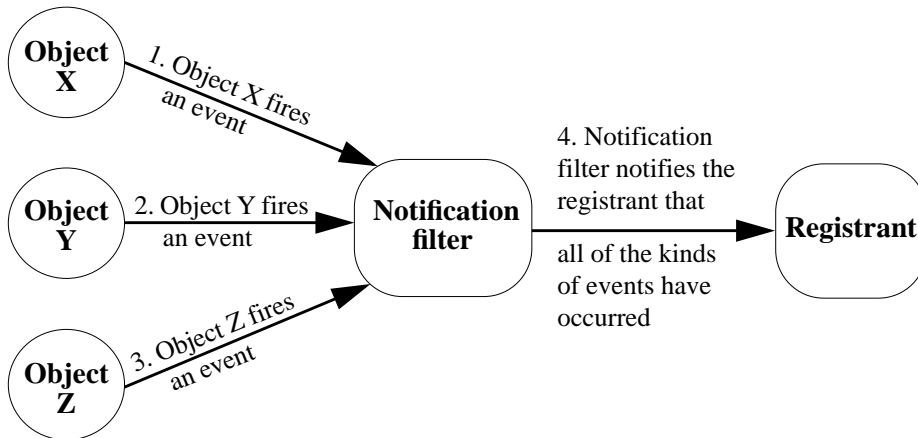 Object
X
1. Object X fires
an event
Object
Y
2. Object Y fires
an event
Object
Z
3. Object Z fires
an event
Notification
filter
4. Notification
filter notifies the
registrant that
all of the kinds
of events have
occurred
Registrant